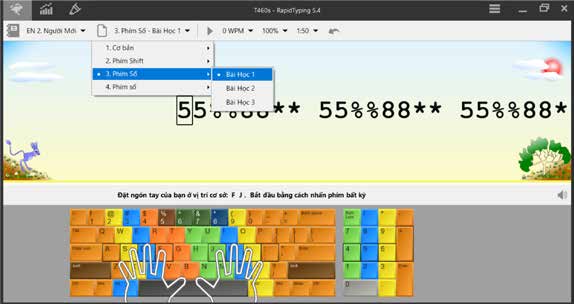 T460s - RapidTyping 5.4
EN 2. Người Mới
3. Phím Số - Bài Học 1
0 WPM
100%
1:50
1. Cơ bản
2. Phím Shift
3. Phím Số
4. Phím số
Bài Học 1
Bài Học 2
Bài Học 3
55%%88** 55%%88** 55%%88*
Đặt ngón tay của bạn ở vị trí cơ sở: F J . Bắt đầu bằng cách nhấn phím bất kỳ